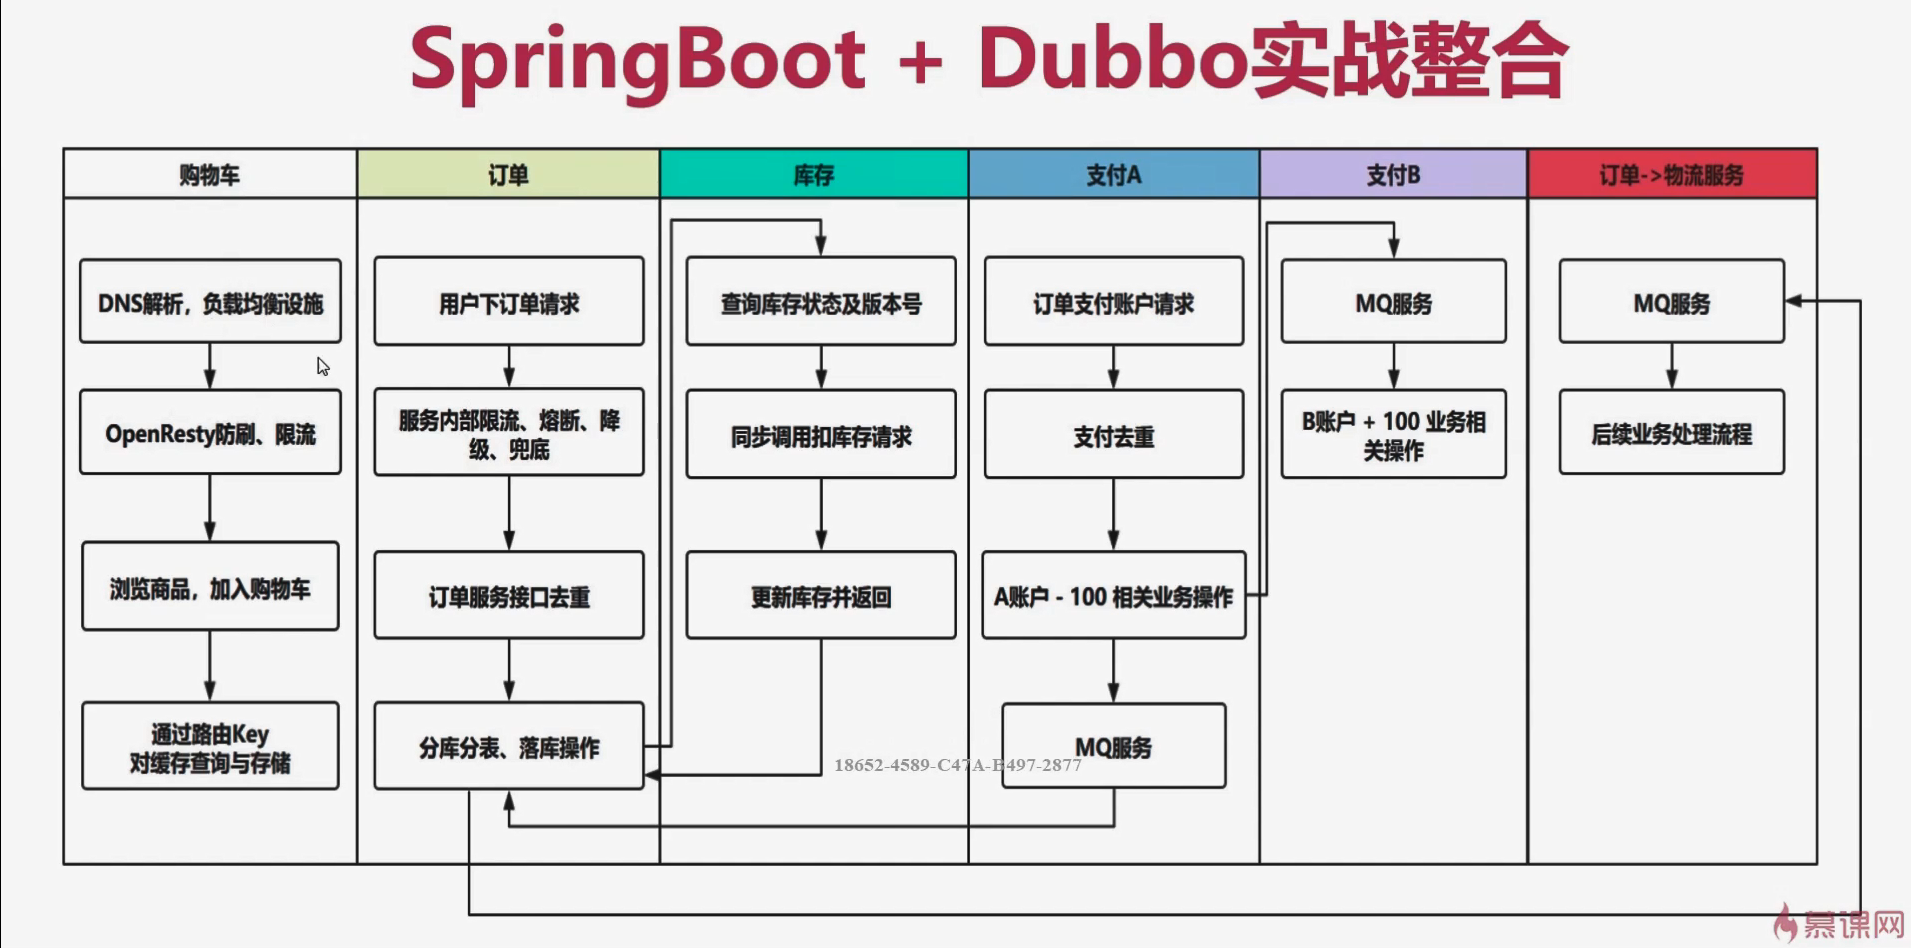 SpringBoot + Dubbo实战整合
购物车
订单
库存
支付A
支付B
订单->物流服务
DNS解析，负载均衡设施
OpenResty防刷、限流
浏览商品，加入购物车
通过路由Key
对缓存查询与存储
用户下订单请求
服务内部限流、熔断、降
级、兜底
订单服务接口去重
分库分表、落库操作
查询库存状态及版本号
同步调用扣库存请求
更新库存并返回
订单支付账户请求
支付去重
A账户 - 100 相关业务操作
MQ服务
MQ服务
B账户 + 100 业务相
关操作
MQ服务
后续业务处理流程
18652-4589-C47A-B497-2877
慕课网